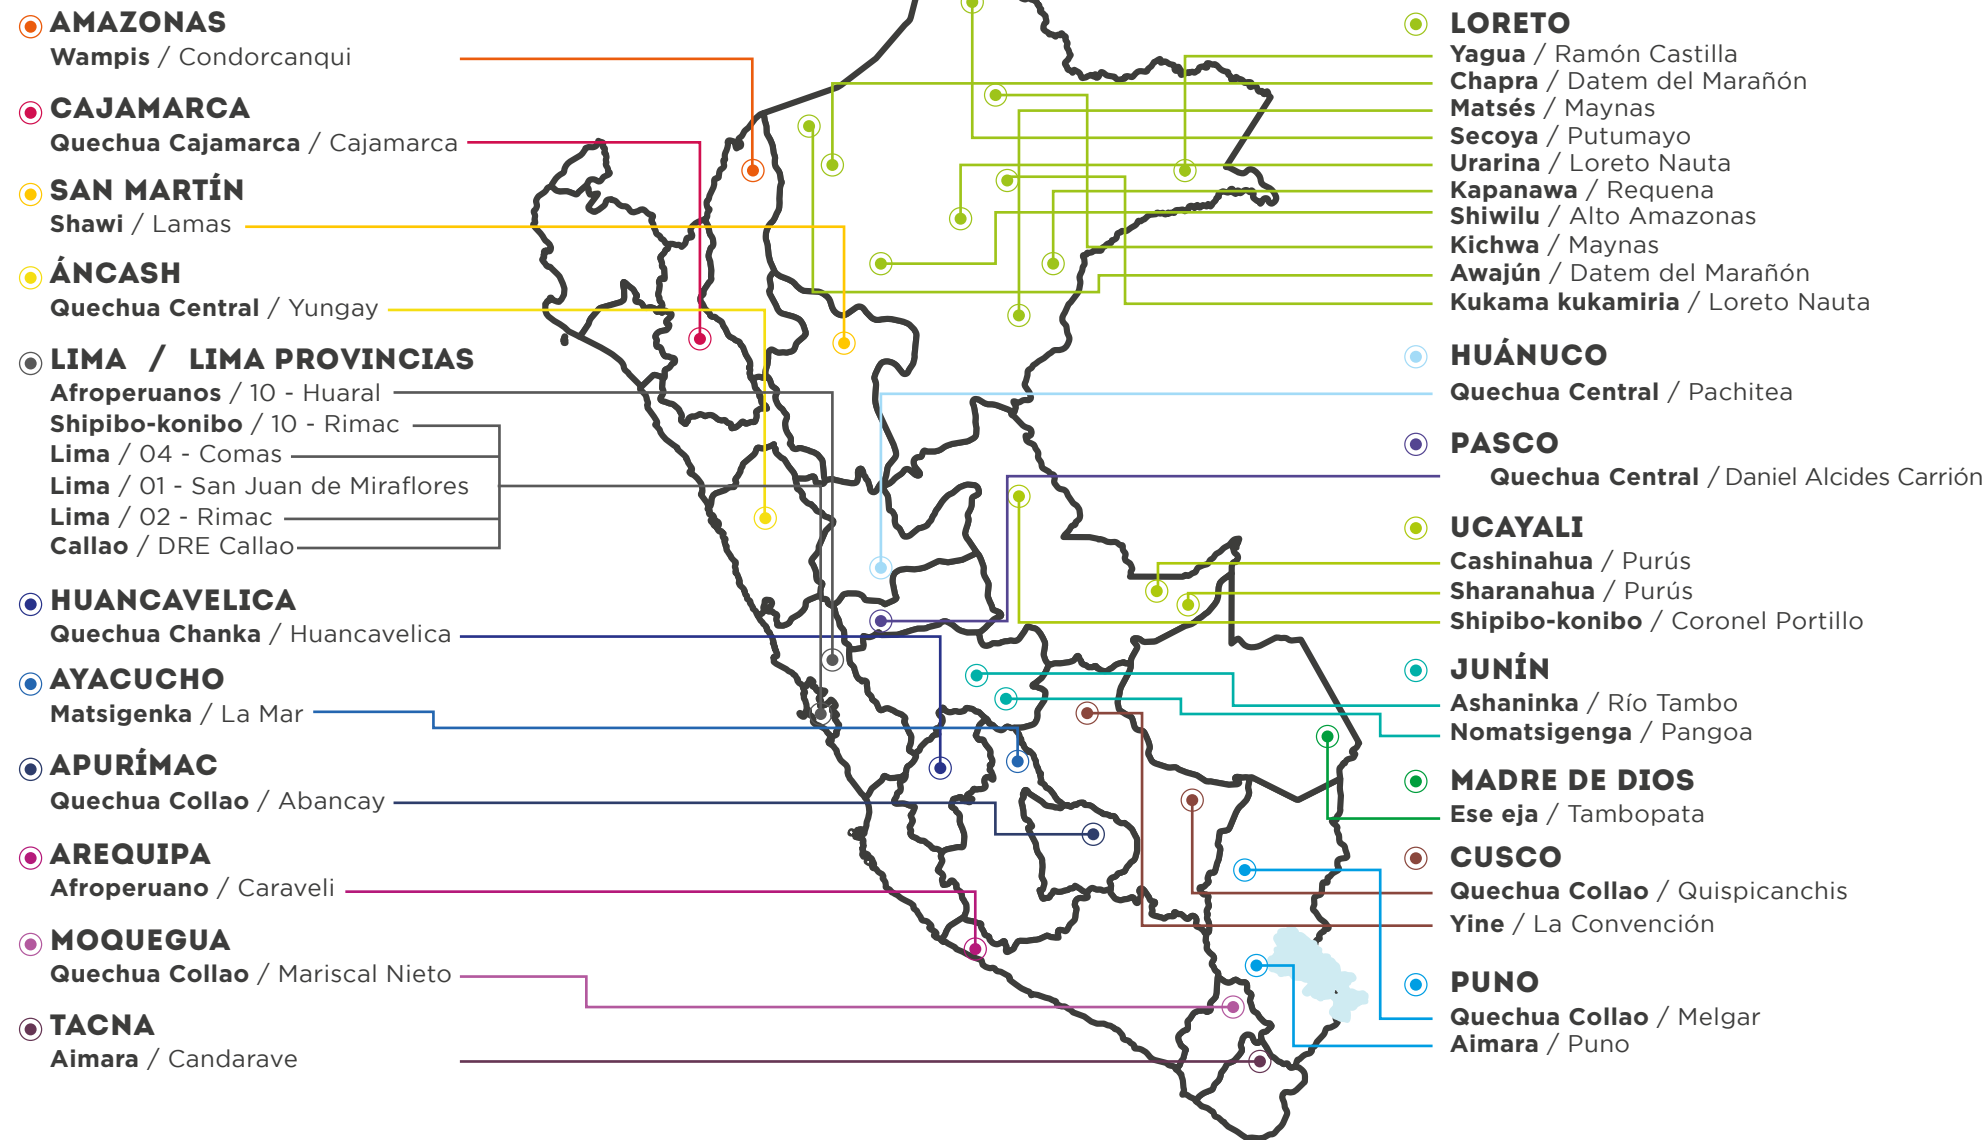 AMAZONAS
Wampis / Condorcanqui
CAJAMARCA
Quechua Cajamarca / Cajamarca
SAN MARTÍN
Shawi / Lamas
ÁNCASH
Quechua Central / Yungay
LIMA / LIMA PROVINCIAS
Afroperuanos / 10 - Huaral
Shipibo-konibo / 10 - Rimac
Lima / 04 - Comas
Lima / 01 - San Juan de Miraflores
Lima / 02 - Rimac
Callao / DRE Callao
HUANCAVELICA
Quechua Chanka / Huancavelica
AYACUCHO
Matsigenka / La Mar
APURÍMAC
Quechua Collao / Abancay
AREQUIPA
Afroperuano / Caraveli
MOQUEGUA
Quechua Collao / Mariscal Nieto
TACNA
Aimara / Candarave
LORETO
Yagua / Ramón Castilla
Chapra / Datem del Marañón
Matsés / Maynas
Secoya / Putumayo
Urarina / Loreto Nauta
Kapanawa / Requena
Shiwilu / Alto Amazonas
Kichwa / Maynas
Awajún / Datem del Marañón
Kukama kukamiria / Loreto Nauta
HUÁNUCO
Quechua Central / Pachitea
PASCO
Quechua Central / Daniel Alcides Carrión
UCAYALI
Cashinahua / Purús
Sharanahua / Purús
Shipibo-konibo / Coronel Portillo
JUNÍN
Ashaninka / Río Tambo
Nomatsigenga / Pangoa
MADRE DE DIOS
Ese eja / Tambopata
CUSCO
Quechua Collao / Quispicanchis
Yine / La Convención
PUNO
Quechua Collao / Melgar
Aimara / Puno